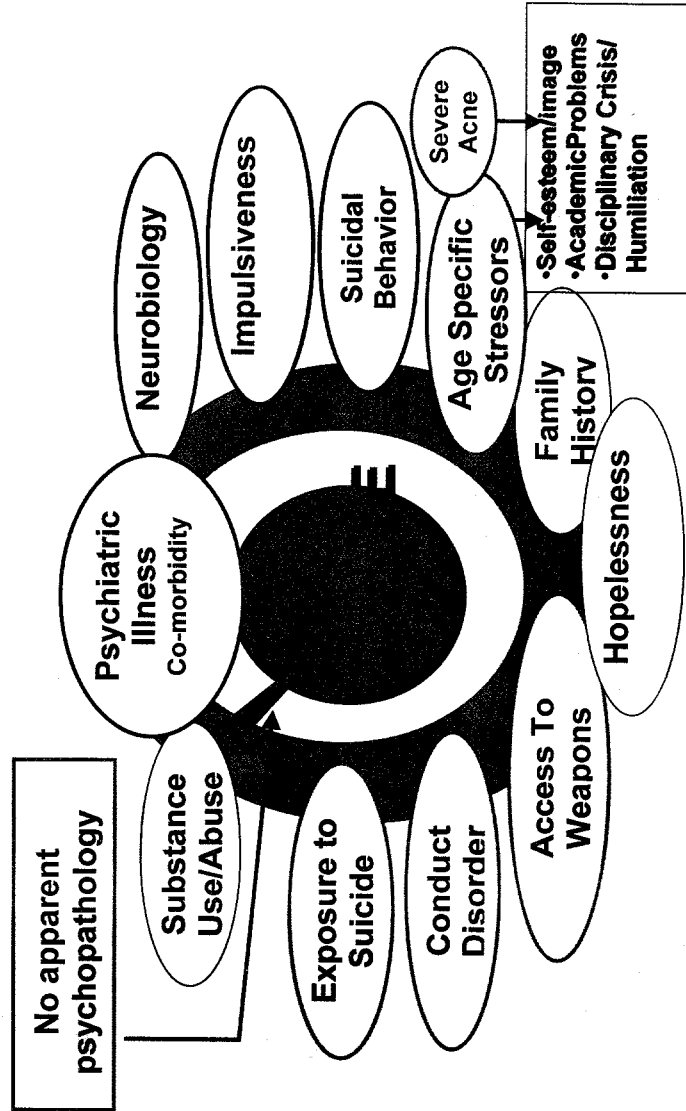 No apparent
psychopathology
Psychiatric
Illness
Co-morbidity
Neurobiology
Impulsiveness
Suicidal
Behavior
Severe
Acne
Age Specific
Stressors
•Self-esteem/image
•AcademicProblems
•Disciplinary Crisis/
Humiliation
Family
History
Hopelessness
Access To
Weapons
Conduct
Disorder
Exposure to
Suicide
Substance
Use/Abuse